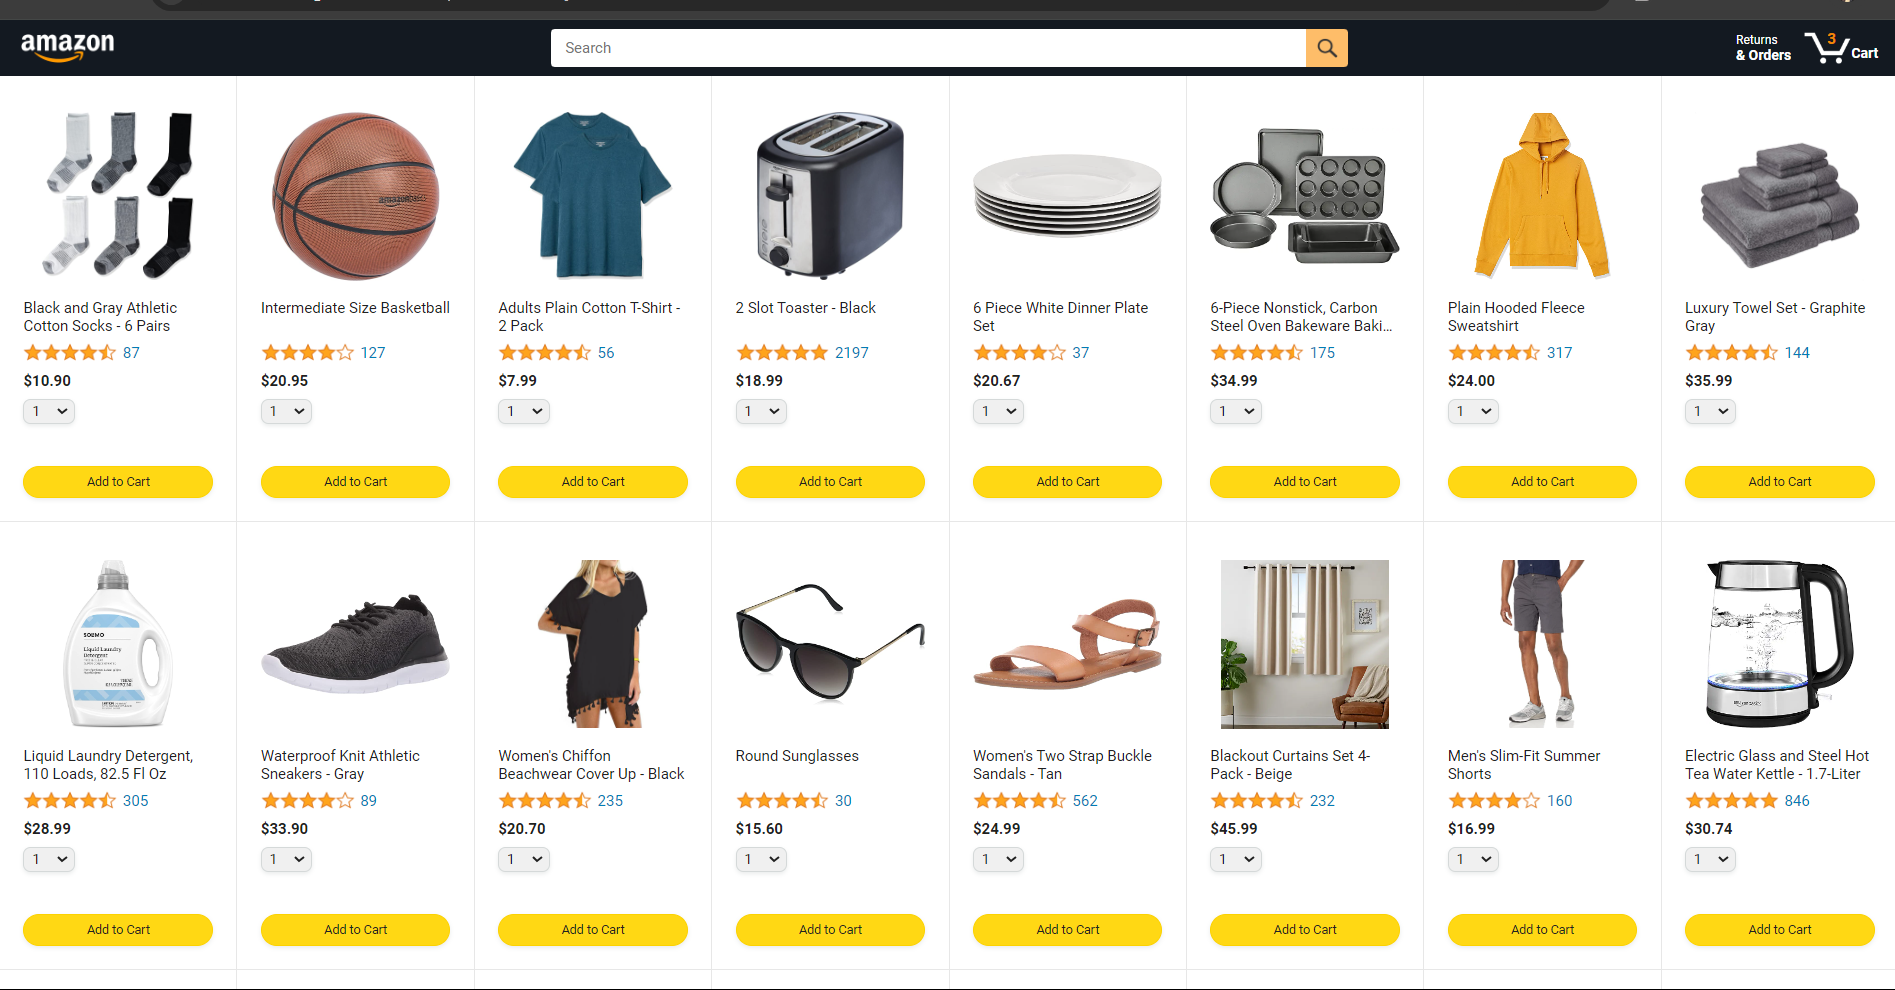 amazon
Search
Returns
& Orders
3
Cart
amazonbasics
Black and Gray Athletic
Cotton Socks - 6 Pairs
87
$10.90
1
Add to Cart
Intermediate Size Basketball
127
$20.95
1
Add to Cart
Adults Plain Cotton T-Shirt -
2 Pack
56
$7.99
1
Add to Cart
2 Slot Toaster - Black
2197
$18.99
1
Add to Cart
6 Piece White Dinner Plate
Set
37
$20.67
1
Add to Cart
6-Piece Nonstick, Carbon
Steel Oven Bakeware Baki...
175
$34.99
1
Add to Cart
Plain Hooded Fleece
Sweatshirt
317
$24.00
1
Add to Cart
Luxury Towel Set - Graphite
Gray
144
$35.99
1
Add to Cart
SOLIMO
Liquid Laundry
Detergent
Liquid Laundry Detergent,
110 Loads, 82.5 Fl Oz
305
$28.99
1
Add to Cart
Waterproof Knit Athletic
Sneakers - Gray
89
$33.90
1
Add to Cart
Women's Chiffon
Beachwear Cover Up - Black
235
$20.70
1
Add to Cart
Round Sunglasses
30
$15.60
1
Add to Cart
Women's Two Strap Buckle
Sandals - Tan
562
$24.99
1
Add to Cart
Blackout Curtains Set 4-
Pack - Beige
232
$45.99
1
Add to Cart
Men's Slim-Fit Summer
Shorts
160
$16.99
1
Add to Cart
Electric Glass and Steel Hot
Tea Water Kettle - 1.7-Liter
846
$30.74
1
Add to Cart